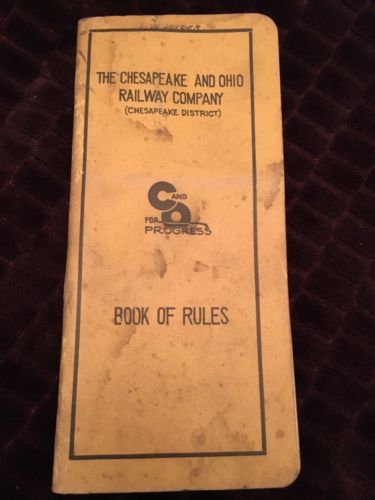 THE CHESAPEAKE AND OHIO
RAILWAY COMPANY
(CHESAPEAKE DISTRICT)
C AND O
FOR
PROGRESS
BOOK OF RULES